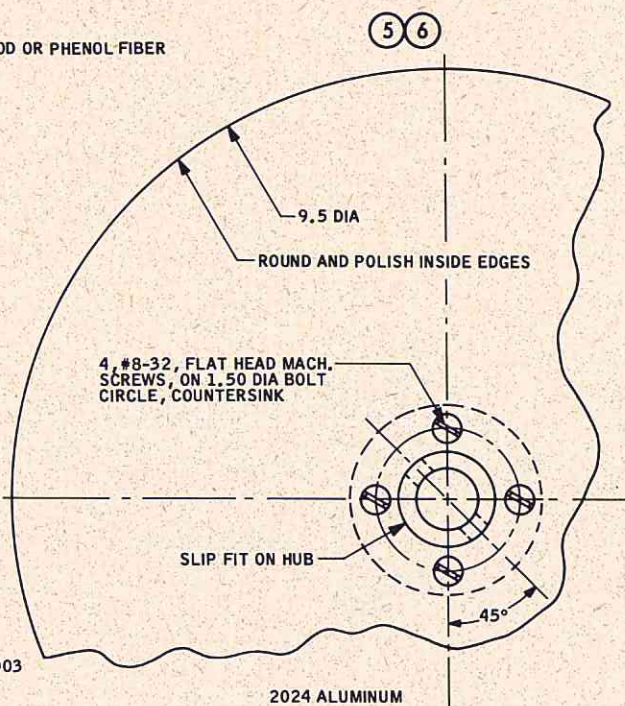 OD OR PHENOL FIBER
5 6
9.5 DIA
ROUND AND POLISH INSIDE EDGES
4, #8-32, FLAT HEAD MACH.
SCREWS, ON 1.50 DIA BOLT
CIRCLE, COUNTERSINK
SLIP FIT ON HUB
45°
03
2024 ALUMINUM